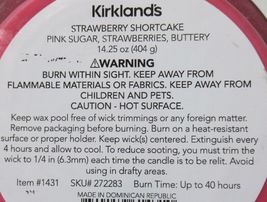 Kirkland's
STRAWBERRY SHORTCAKE
PINK SUGAR, STRAWBERRIES, BUTTERY
14.25 oz (404 g)
⚠WARNING
BURN WITHIN SIGHT. KEEP AWAY FROM
FLAMMABLE MATERIALS OR FABRICS. KEEP AWAY FROM
CHILDREN AND PETS.
CAUTION - HOT SURFACE.
Keep wax pool free of wick trimmings or any foreign matter.
Remove packaging before burning. Burn on a heat-resistant
surface or proper holder. Keep wick(s) centered. Extinguish every
4 hours and allow to cool. To reduce sooting, you must trim the
wick to 1/4 in (6.3mm) each time the candle is to be relit. Avoid
using in drafty areas.
Item #1431 SKU# 272283 Burn Time: Up to 40 hours
MADE IN DOMINICAN REPUBLIC